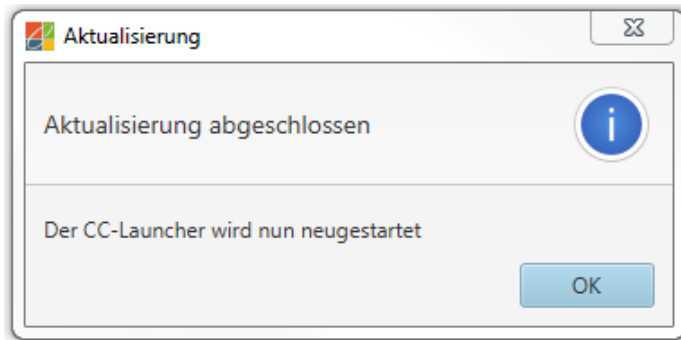 Aktualisierung
Aktualisierung abgeschlossen
Der CC-Launcher wird nun neugestartet
OK